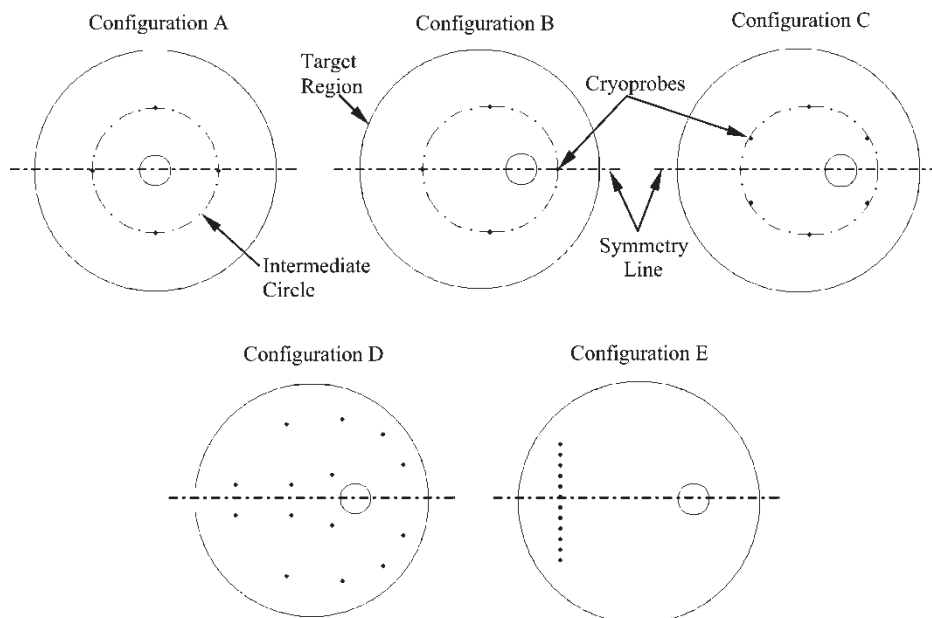 Configuration A
Configuration B
Configuration C
Target
Region
Cryoprobes
Intermediate
Circle
Symmetry
Line
Configuration D
Configuration E